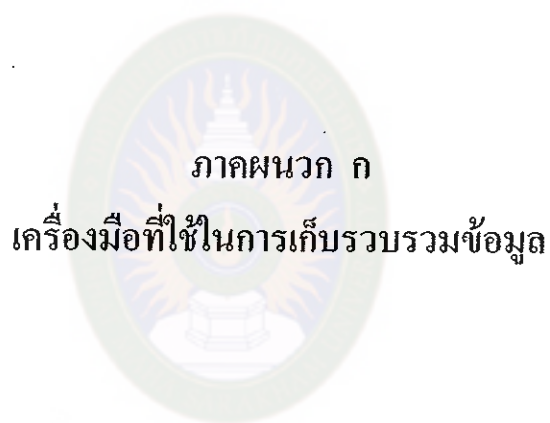 ภาคผนวก ก
เครื่องมือที่ใช้ในการเก็บรวบรวมข้อมูล